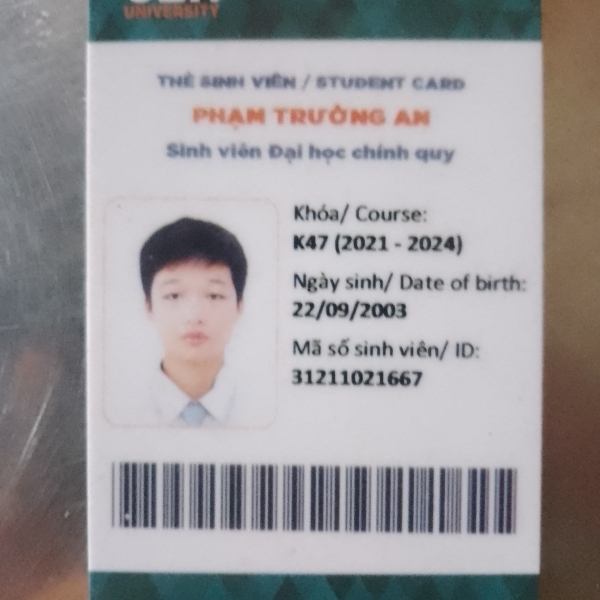 UNIVERSITY
THẺ SINH VIÊN / STUDENT CARD
PHẠM TRƯỜNG AN
Sinh viên Đại học chính quy
Khóa/ Course:
K47 (2021 - 2024)
Ngày sinh/ Date of birth:
22/09/2003
Mã số sinh viên/ ID:
31211021667